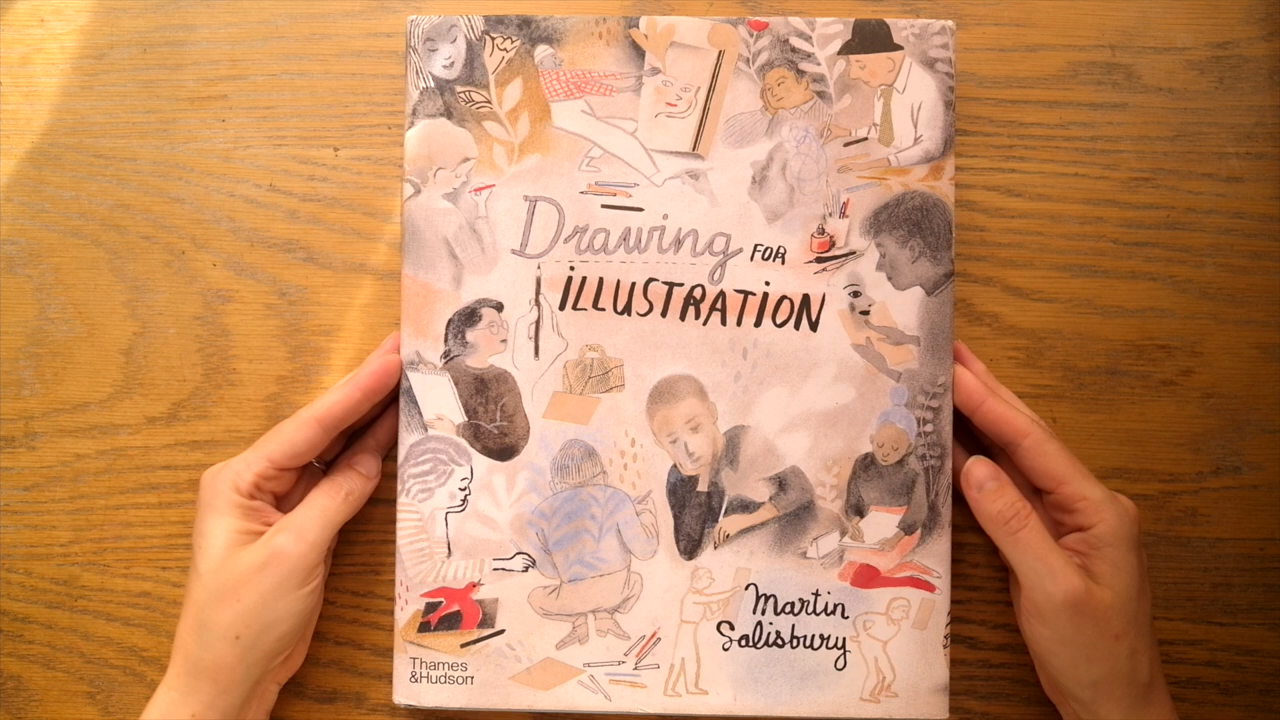 Drawing FOR
ILLUSTRATION
Martin
Salisbury
Thames
&Hudson